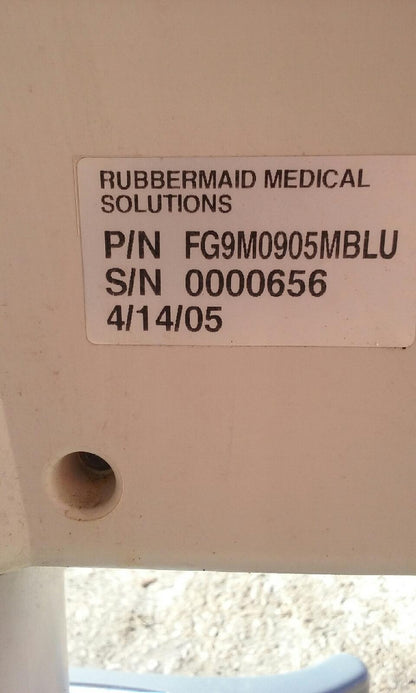 RUBBERMAID MEDICAL
SOLUTIONS
P/N FG9M0905MBLU
S/N 0000656
4/14/05